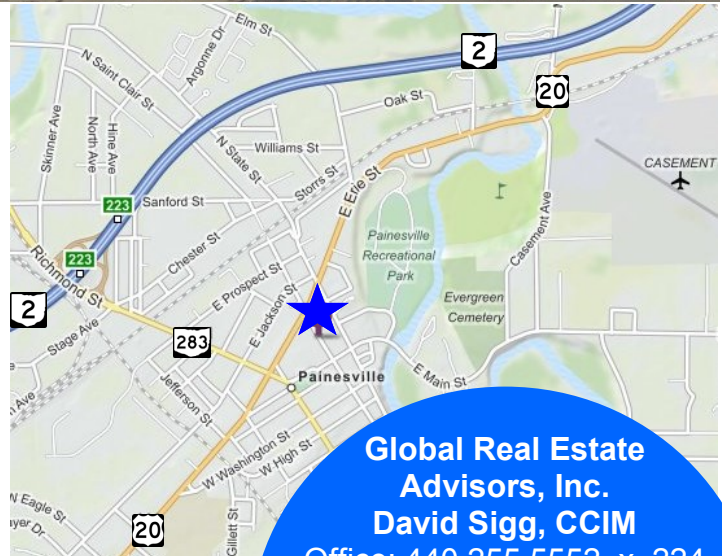 Elm St
2
N Saint Clair St
Argonne Dr
20
Oak St
Skinner Ave
North Ave
Hine Ave
N State St
Williams St
CASEMENT
Storrs St
E Erie St
223
Sanford St
Chester St
Painesville
Recreational
Park
Casement Ave
223
Richmond St
E Prospect St
Evergreen
Cemetery
2
E Jackson St
Stage Ave
283
E Main St
Painesville
Jefferson St
W Washington St
W High St
N Eagle St
20
Gillett St
Global Real Estate
Advisors, Inc.
David Sigg, CCIM